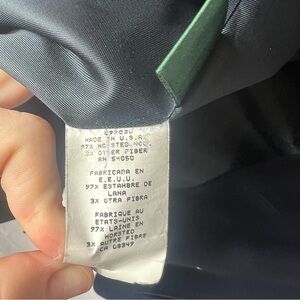 MADE IN U.S.A.
97% WORSTED WOOL
3% OTHER FIBER
RN 54050
FABRICADA EN
E.E.U.U.
97% ESTAMBRE DE
LANA
3% OTRA FIBRA
FABRIQUE AU
ETATS-UNIS
97% LAINE EN
WORSTED
3% AUTRE FIBRE
CA 08347